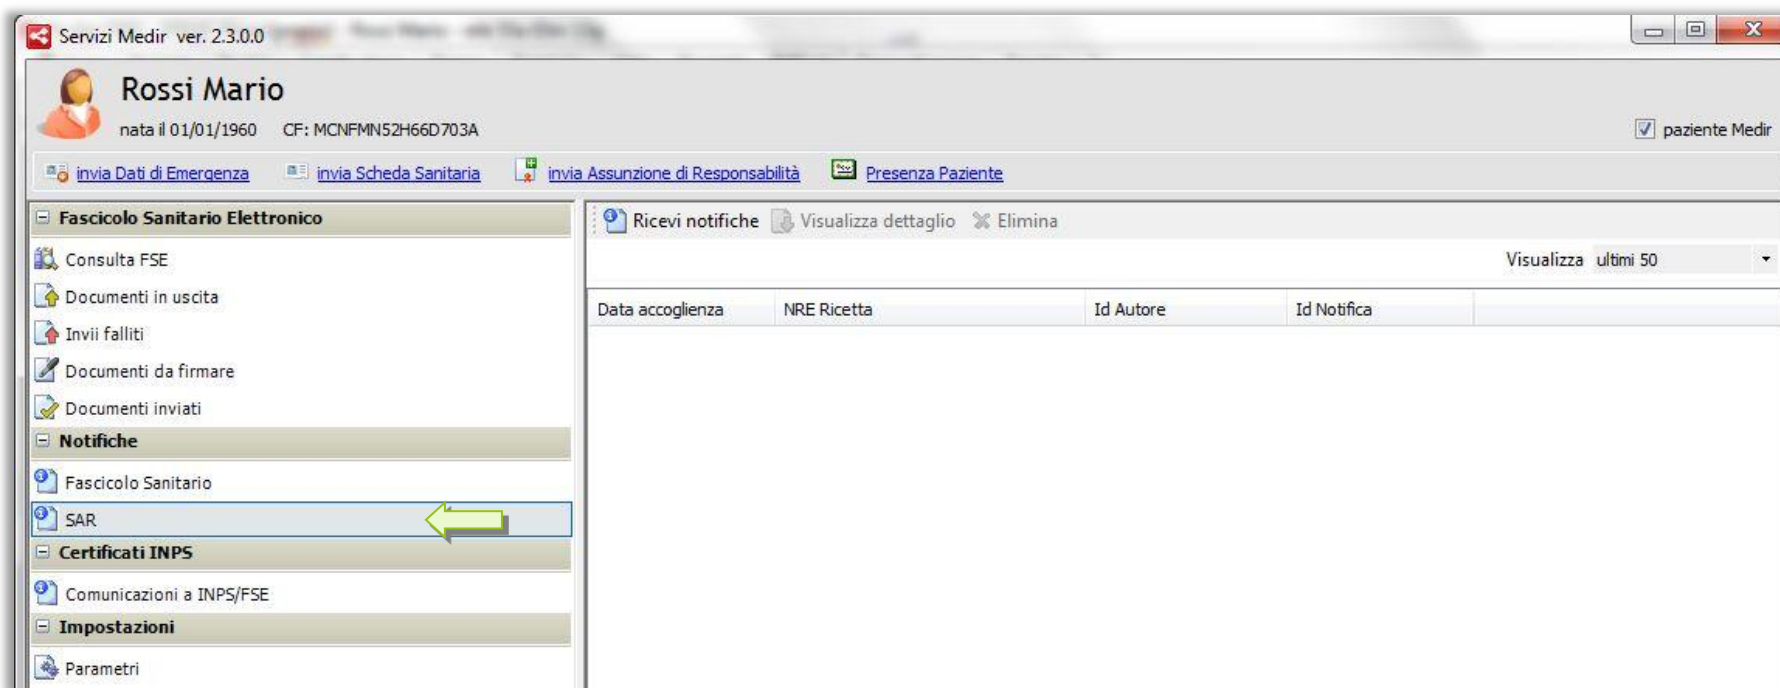 Servizi Medir ver. 2.3.0.0
Rossi Mario
nata il 01/01/1960 CF: MCNFMN52H66D703A
paziente Medir
invia Dati di Emergenza invia Scheda Sanitaria invia Assunzione di Responsabilità Presenza Paziente
Fascicolo Sanitario Elettronico
Consulta FSE
Documenti in uscita
Invii falliti
Documenti da firmare
Documenti inviati
Notifiche
Fascicolo Sanitario
SAR
Certificati INPS
Comunicazioni a INPS/FSE
Impostazioni
Parametri
Ricevi notifiche Visualizza dettaglio Elimina
Visualizza ultimi 50
Data accoglienza NRE Ricetta Id Autore Id Notifica